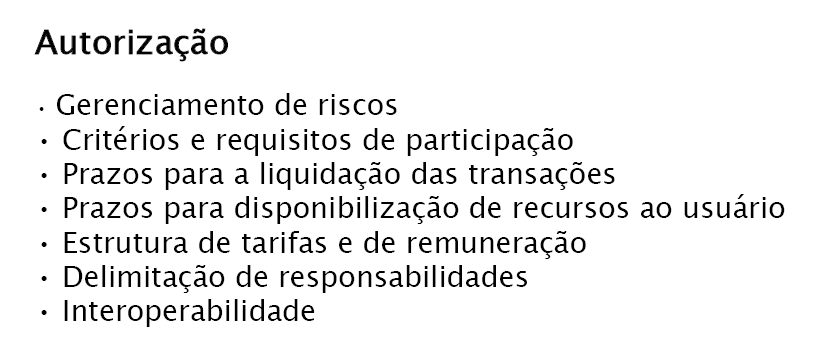 Autorização
• Gerenciamento de riscos
• Critérios e requisitos de participação
• Prazos para a liquidação das transações
• Prazos para disponibilização de recursos ao usuário
• Estrutura de tarifas e de remuneração
• Delimitação de responsabilidades
• Interoperabilidade